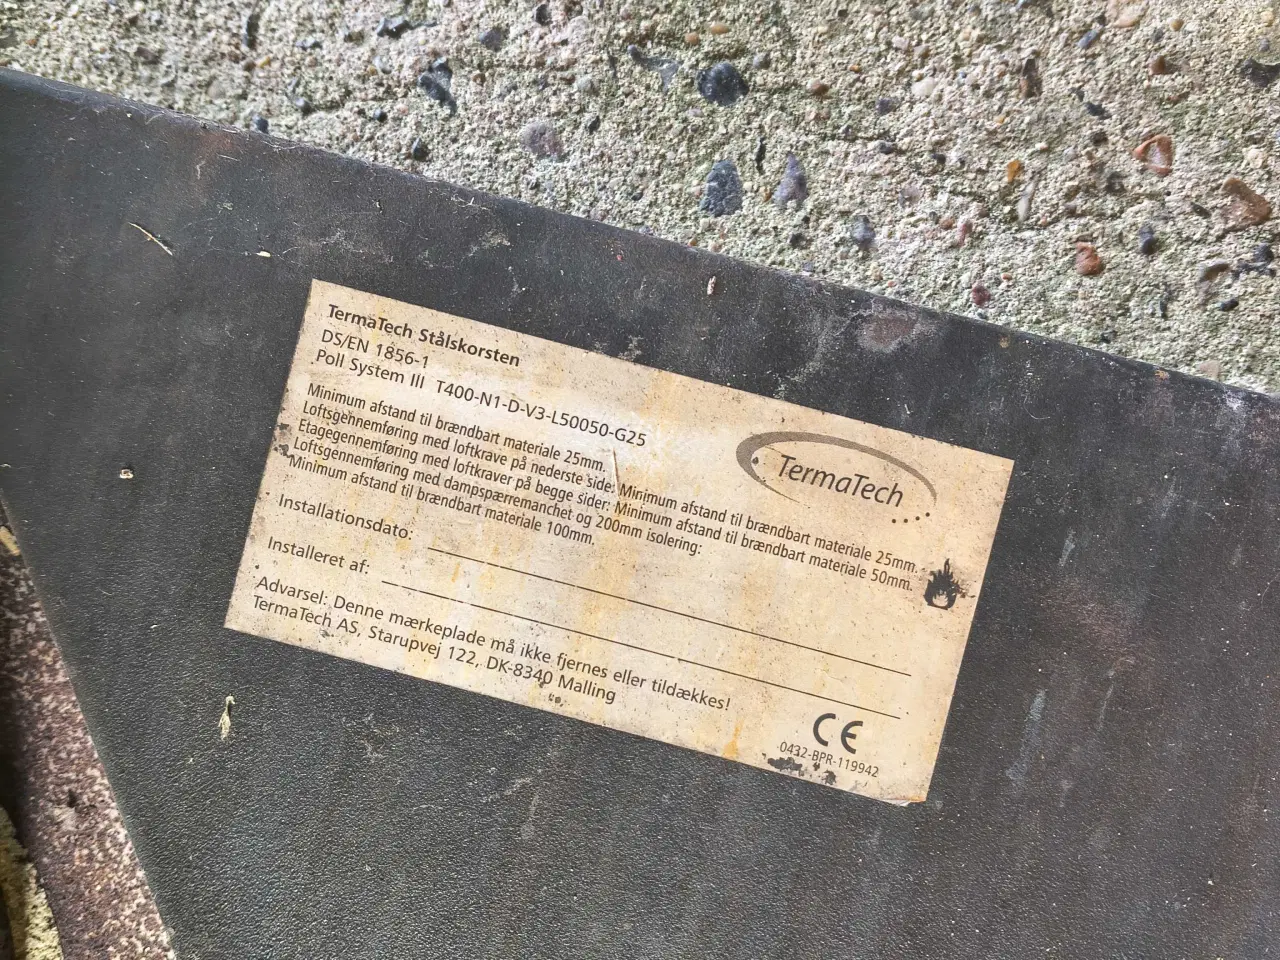 TermaTech Stålskorsten
DS/EN 1856-1
Poll System III T400-N1-D-V3-L50050-G25
TermaTech
Minimum afstand til brændbart materiale 25mm.
Loftsgennemføring med loftkrave på nederste side: Minimum afstand til brændbart materiale 25mm.
Etagegennemføring med loftkraver på begge sider: Minimum afstand til brændbart materiale 50mm.
Loftsgennemføring med dampspærremanchet og 200mm isolering:
Minimum afstand til brændbart materiale 100mm.
Installationsdato:
Installeret af:
Advarsel: Denne mærkeplade må ikke fjernes eller tildækkes!
TermaTech AS, Starupvej 122, DK-8340 Malling
CE
0432-BPR-119942